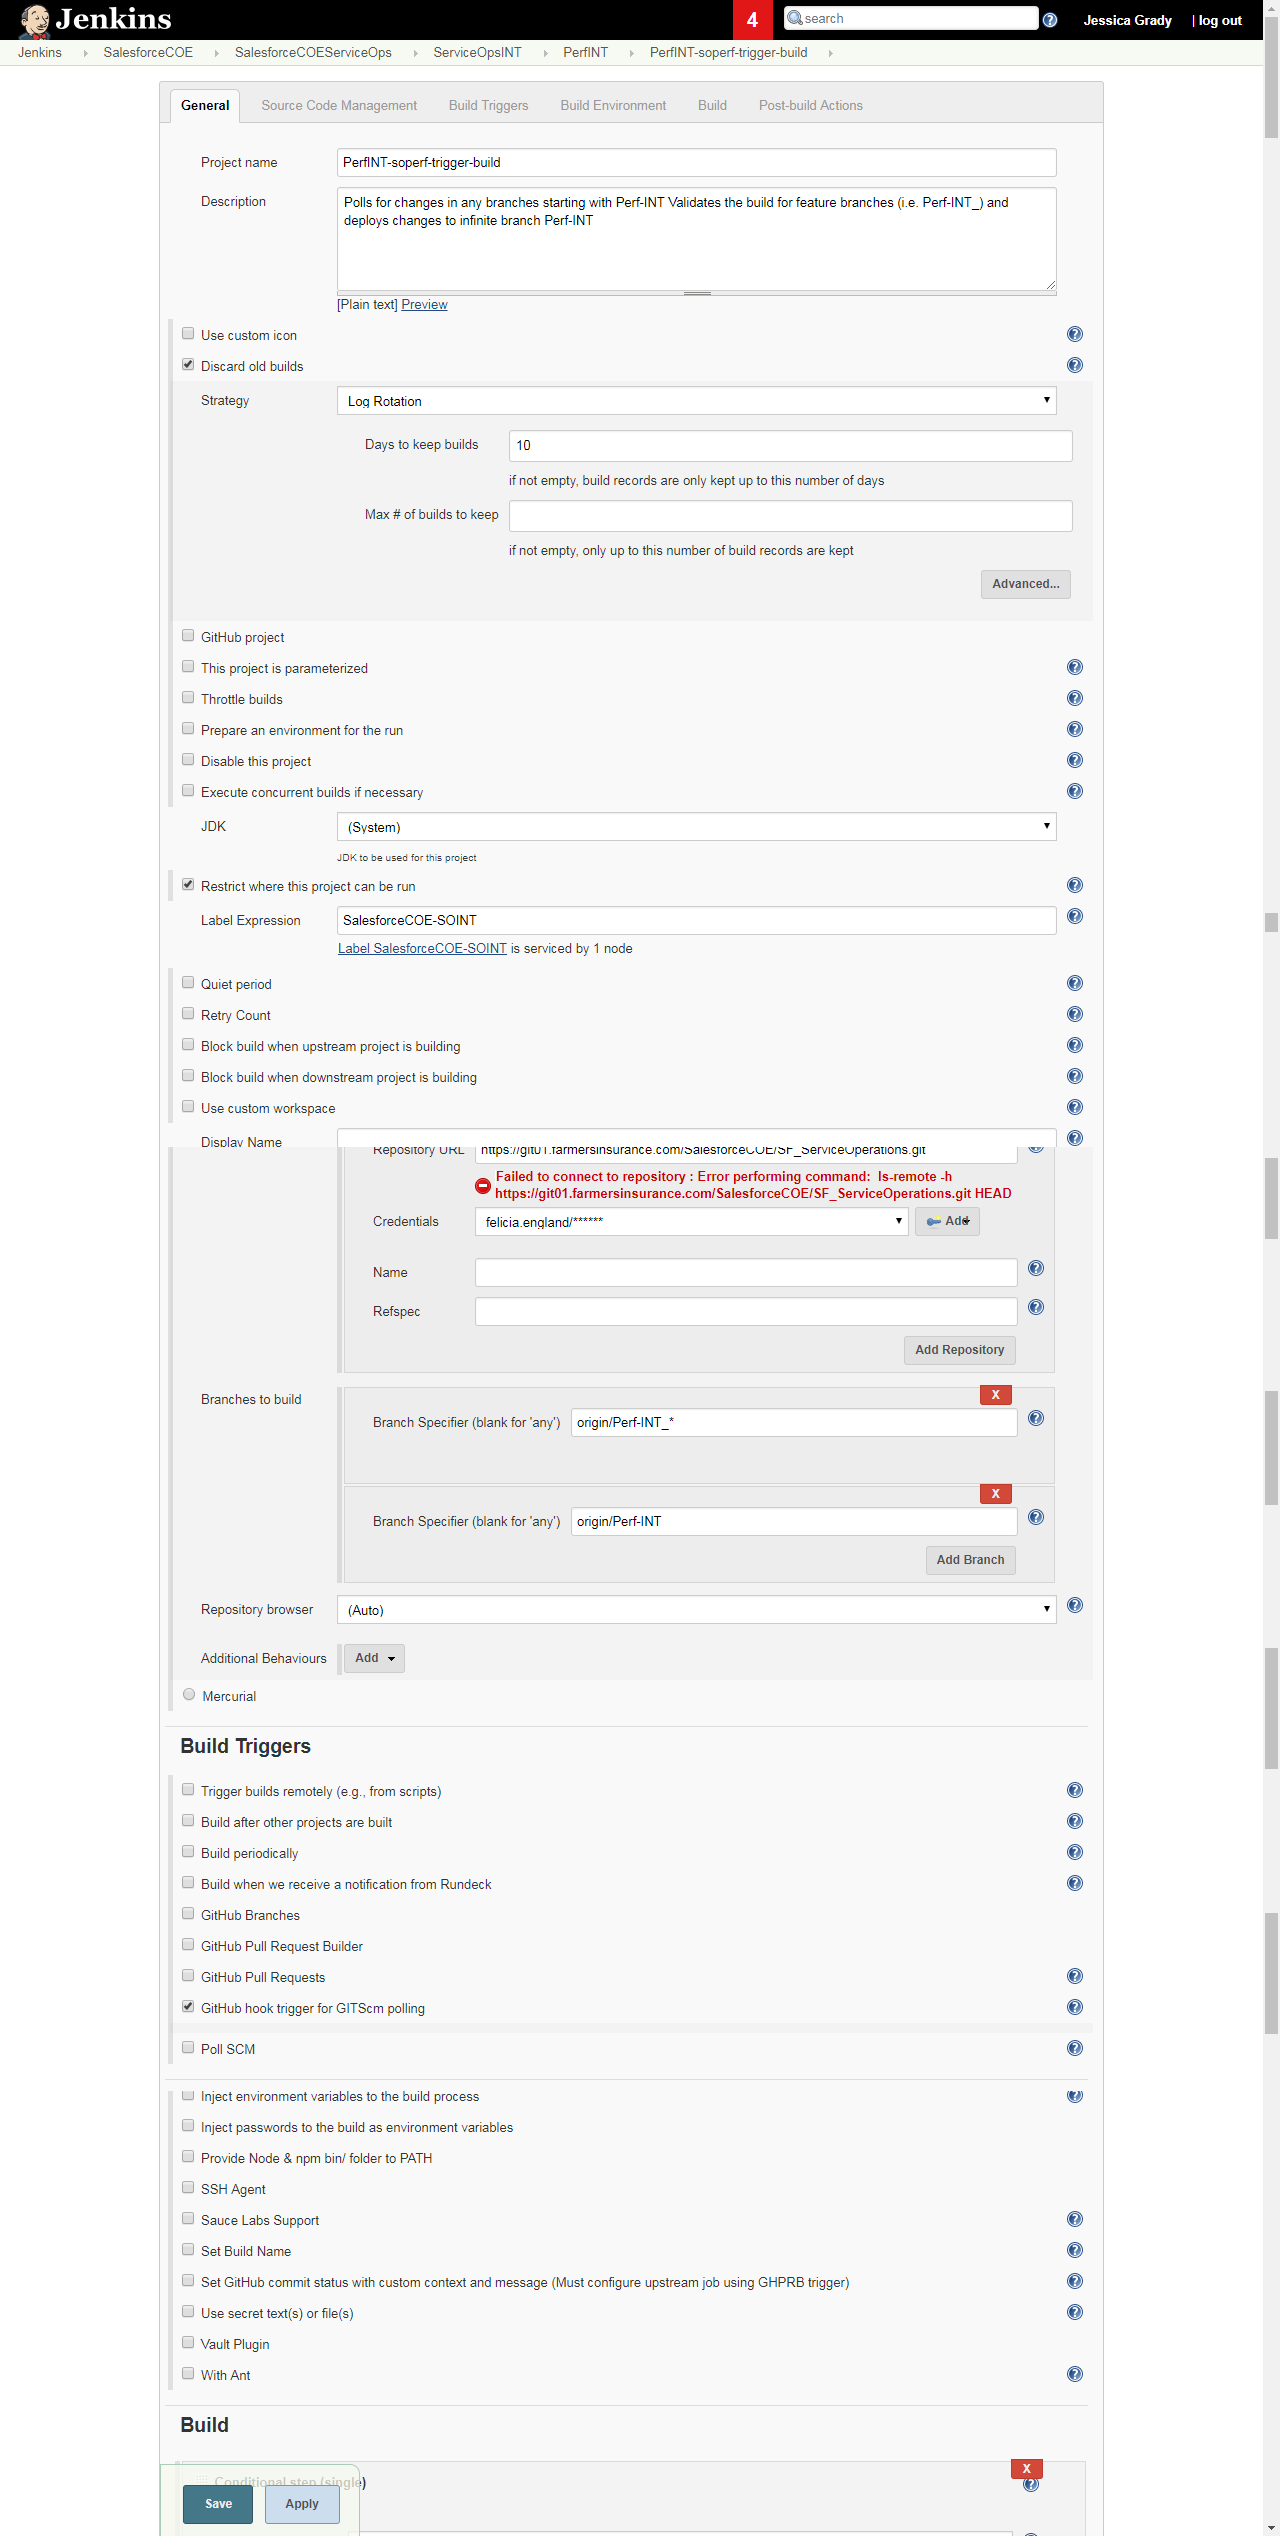 Jenkins
4
search
Jessica Grady
| log out
Jenkins
SalesforceCOE
SalesforceCOEServiceOps
ServiceOpsINT
PerfINT
PerfINT-soperf-trigger-build
General
Source Code Management
Build Triggers
Build Environment
Build
Post-build Actions
Project name
PerfINT-soperf-trigger-build
Description
Polls for changes in any branches starting with Perf-INT Validates the build for feature branches (i.e. Perf-INT_) and
deploys changes to infinite branch Perf-INT
[Plain text] Preview
Use custom icon
Discard old builds
Strategy
Log Rotation
Days to keep builds
10
if not empty, build records are only kept up to this number of days
Max # of builds to keep
if not empty, only up to this number of build records are kept
Advanced...
GitHub project
This project is parameterized
Throttle builds
Prepare an environment for the run
Disable this project
Execute concurrent builds if necessary
JDK
(System)
JDK to be used for this project
Restrict where this project can be run
Label Expression
SalesforceCOE-SOINT
Label SalesforceCOE-SOINT is serviced by 1 node
Quiet period
Retry Count
Block build when upstream project is building
Block build when downstream project is building
Use custom workspace
Display Name
Repository URL
https://git01.farmersinsurance.com/SalesforceCOE/SF_ServiceOperations.git
Failed to connect to repository : Error performing command: ls-remote -h
https://git01.farmersinsurance.com/SalesforceCOE/SF_ServiceOperations.git HEAD
Credentials
felicia.england/******
Add
Name
Refspec
Add Repository
Branches to build
X
Branch Specifier (blank for 'any')
origin/Perf-INT_*
X
Branch Specifier (blank for 'any')
origin/Perf-INT
Add Branch
Repository browser
(Auto)
Additional Behaviours
Add
Mercurial
Build Triggers
Trigger builds remotely (e.g., from scripts)
Build after other projects are built
Build periodically
Build when we receive a notification from Rundeck
GitHub Branches
GitHub Pull Request Builder
GitHub Pull Requests
GitHub hook trigger for GITScm polling
Poll SCM
Inject environment variables to the build process
Inject passwords to the build as environment variables
Provide Node & npm bin/ folder to PATH
SSH Agent
Sauce Labs Support
Set Build Name
Set GitHub commit status with custom context and message (Must configure upstream job using GHPRB trigger)
Use secret text(s) or file(s)
Vault Plugin
With Ant
Build
X
Conditional step (single)
Save
Apply